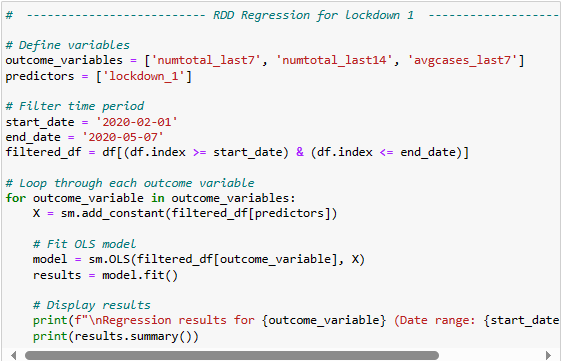 #  -------------------------- RDD Regression for lockdown 1  -------------------
# Define variables
outcome_variables = ['numtotal_last7', 'numtotal_last14', 'avgcases_last7']
predictors = ['lockdown_1']
# Filter time period
start_date = '2020-02-01'
end_date = '2020-05-07'
filtered_df = df[(df.index >= start_date) & (df.index <= end_date)]
# Loop through each outcome variable
for outcome_variable in outcome_variables:
    X = sm.add_constant(filtered_df[predictors])
    # Fit OLS model
    model = sm.OLS(filtered_df[outcome_variable], X)
    results = model.fit()
    # Display results
    print(f"\nRegression results for {outcome_variable} (Date range: {start_date
    print(results.summary())